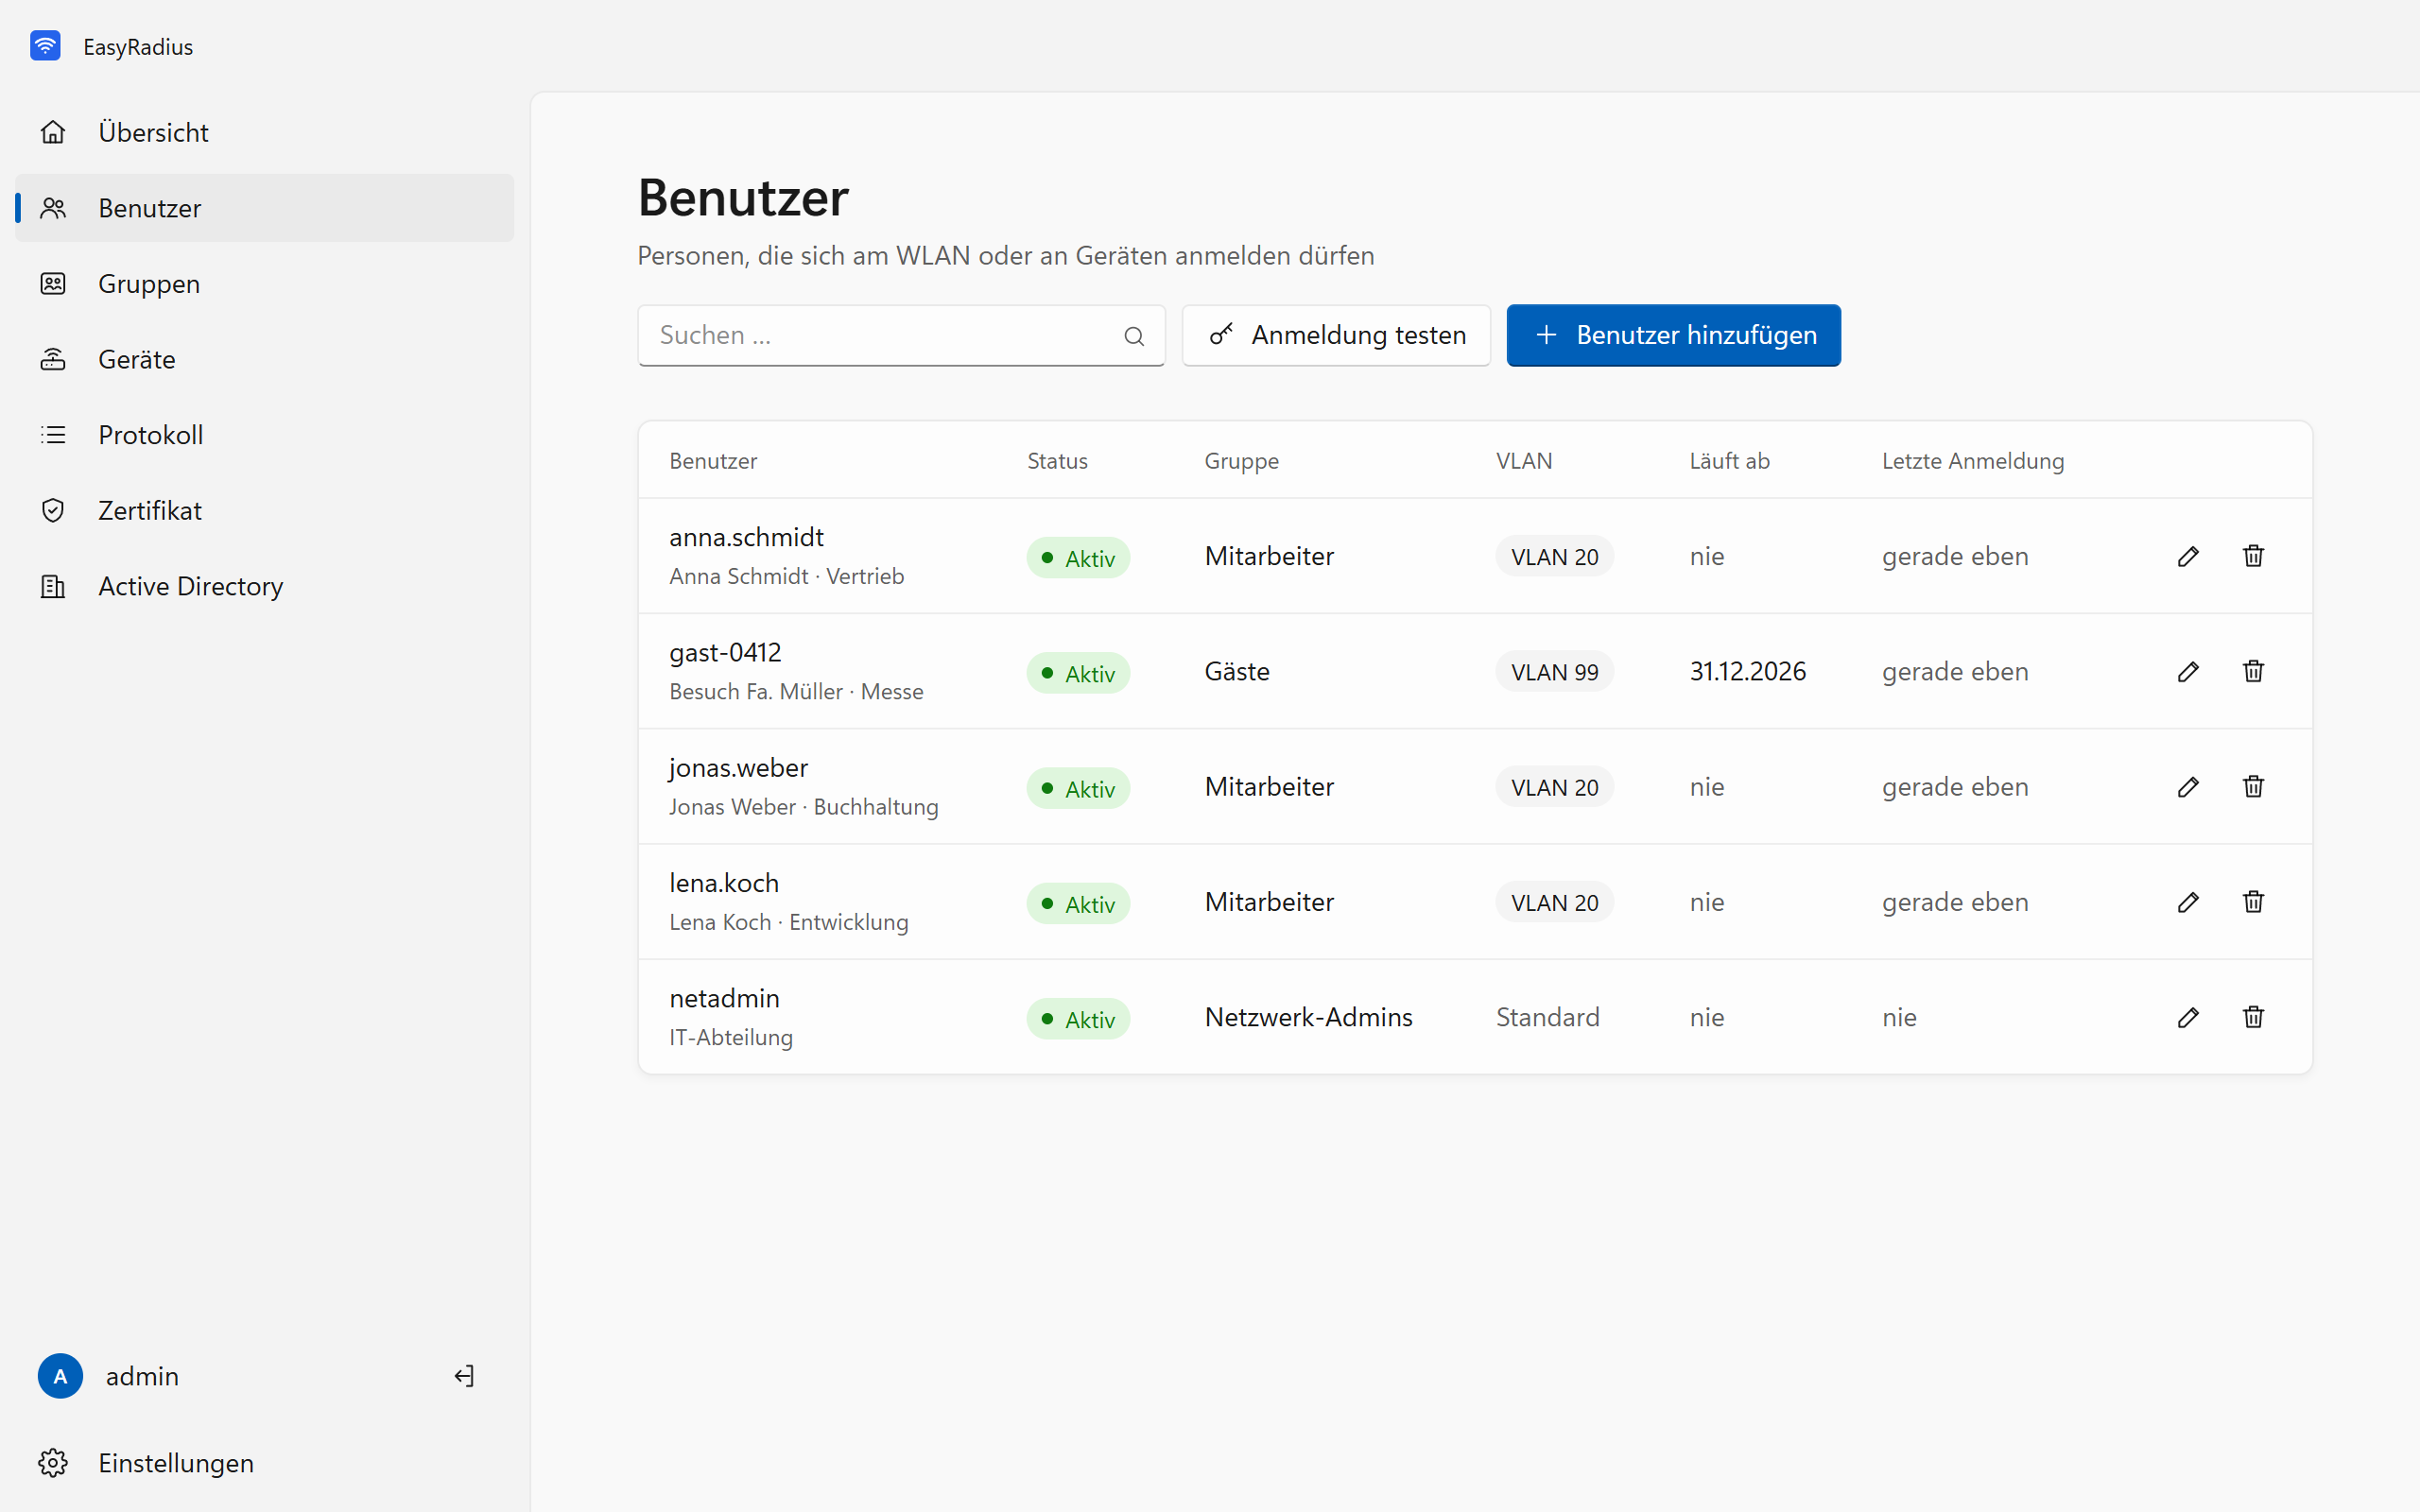 EasyRadius
Übersicht
Benutzer
Gruppen
Geräte
Protokoll
Zertifikat
Active Directory
A admin
Einstellungen
Benutzer
Personen, die sich am WLAN oder an Geräten anmelden dürfen
Suchen ... Anmeldung testen Benutzer hinzufügen
Benutzer Status Gruppe VLAN Läuft ab Letzte Anmeldung
anna.schmidt
Anna Schmidt · Vertrieb
Aktiv Mitarbeiter VLAN 20 nie gerade eben
gast-0412
Besuch Fa. Müller · Messe
Aktiv Gäste VLAN 99 31.12.2026 gerade eben
jonas.weber
Jonas Weber · Buchhaltung
Aktiv Mitarbeiter VLAN 20 nie gerade eben
lena.koch
Lena Koch · Entwicklung
Aktiv Mitarbeiter VLAN 20 nie gerade eben
netadmin
IT-Abteilung
Aktiv Netzwerk-Admins Standard nie nie